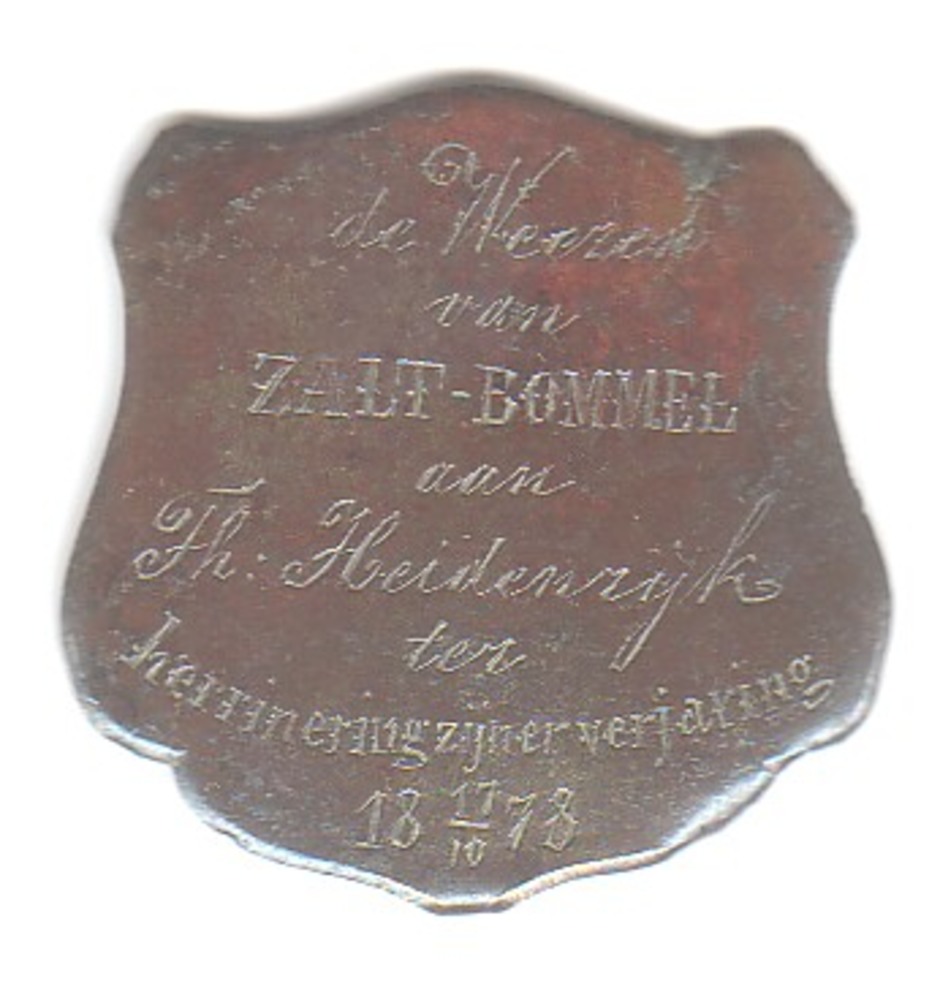 de Weezen
van
ZALT-BOMMEL
aan
Th: Heidenrijk
ter
herinnering zijner verjaring
18 17/10 78